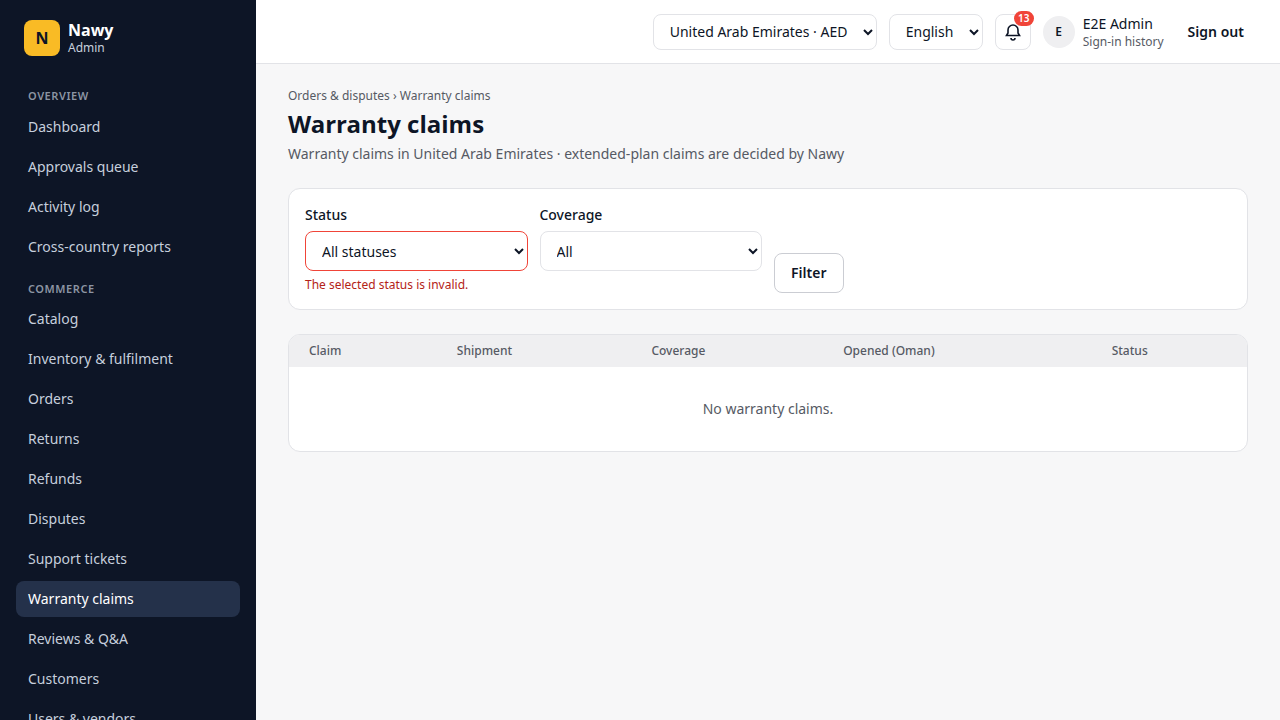 N
Nawy
Admin
OVERVIEW
Dashboard
Approvals queue
Activity log
Cross-country reports
COMMERCE
Catalog
Inventory & fulfilment
Orders
Returns
Refunds
Disputes
Support tickets
Warranty claims
Reviews & Q&A
Customers
Users & vendors
United Arab Emirates · AED
English
13
E
E2E Admin
Sign-in history
Sign out
Orders & disputes › Warranty claims
Warranty claims
Warranty claims in United Arab Emirates · extended-plan claims are decided by Nawy
Status
Coverage
All statuses
All
Filter
The selected status is invalid.
Claim Shipment Coverage Opened (Oman) Status
No warranty claims.